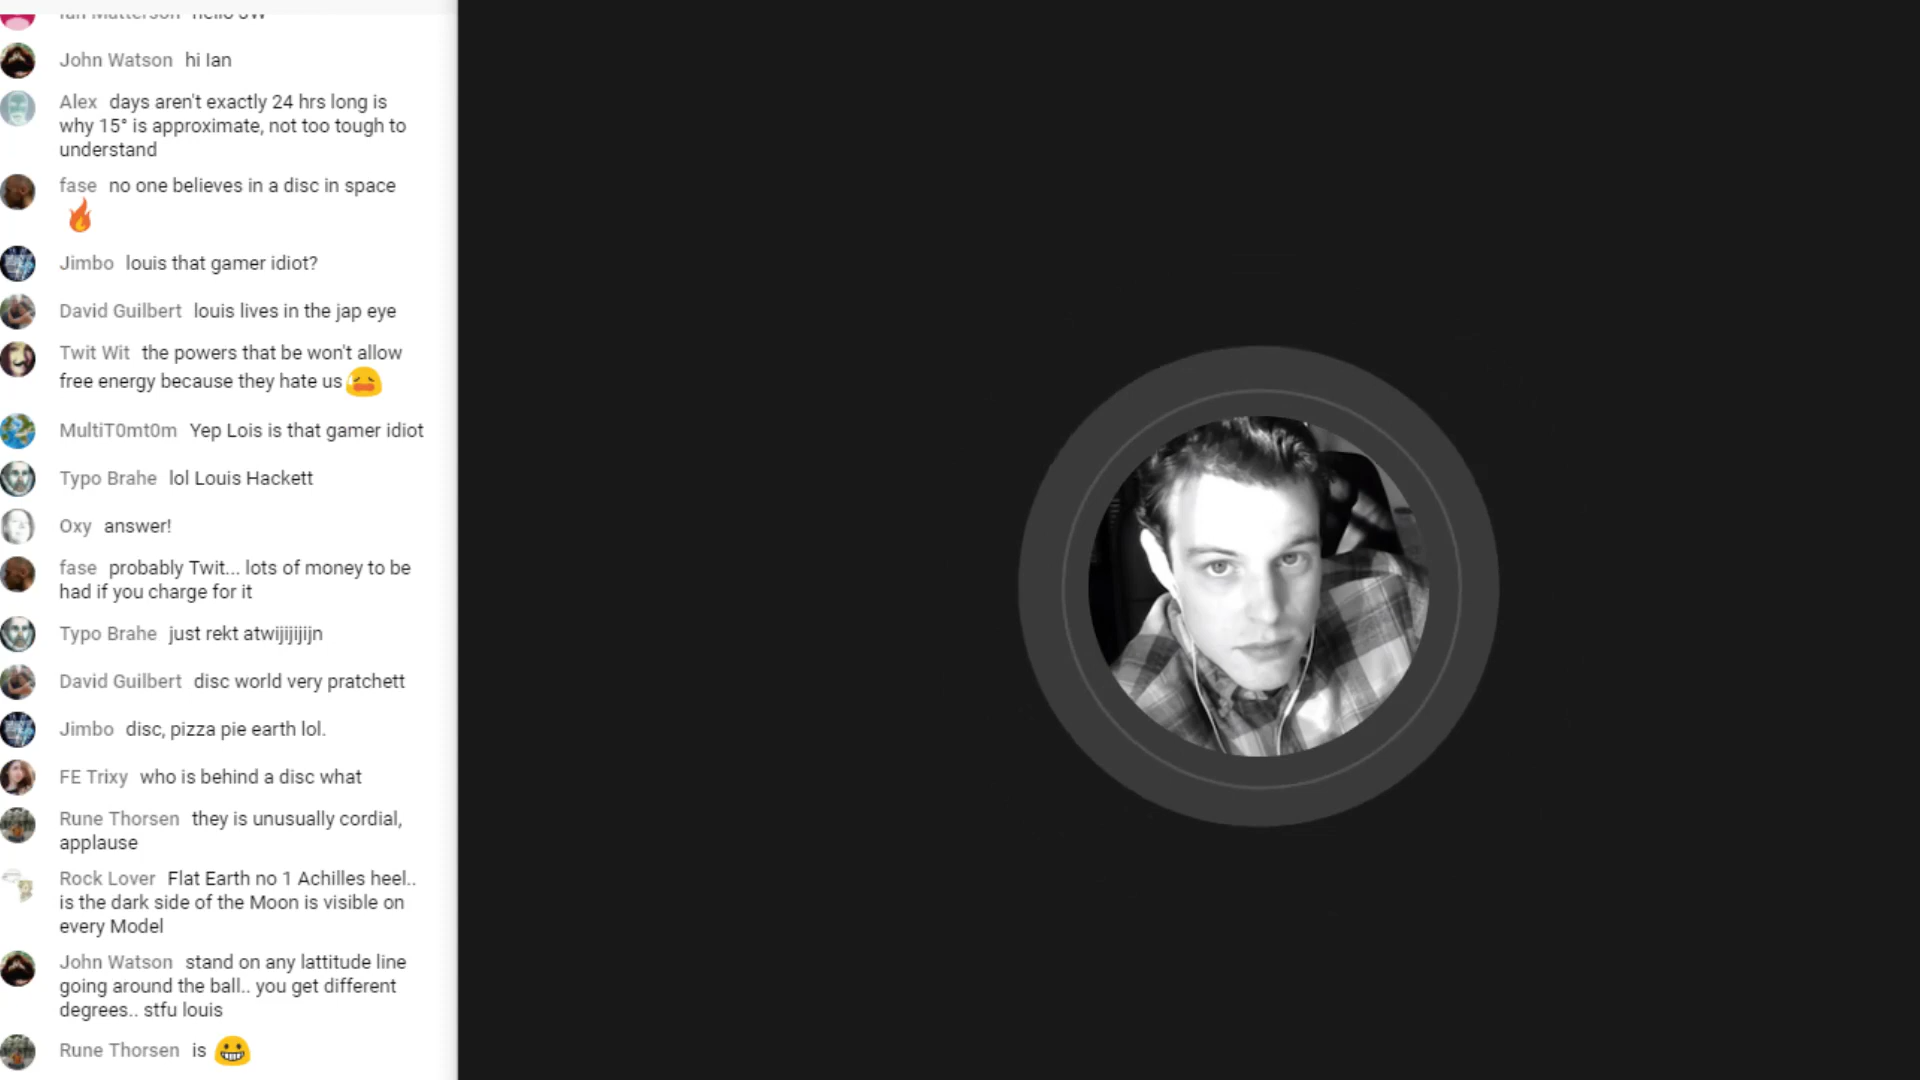 Ian Matterson hello JW
John Watson hi Ian
Alex days aren't exactly 24 hrs long is
why 15° is approximate, not too tough to
understand
fase no one believes in a disc in space
Jimbo louis that gamer idiot?
David Guilbert louis lives in the jap eye
Twit Wit the powers that be won't allow
free energy because they hate us
MultiT0mt0m Yep Lois is that gamer idiot
Typo Brahe lol Louis Hackett
Oxy answer!
fase probably Twit... lots of money to be
had if you charge for it
Typo Brahe just rekt atwijijijijn
David Guilbert disc world very pratchett
Jimbo disc, pizza pie earth lol.
FE Trixy who is behind a disc what
Rune Thorsen they is unusually cordial,
applause
Rock Lover Flat Earth no 1 Achilles heel..
is the dark side of the Moon is visible on
every Model
John Watson stand on any lattitude line
going around the ball.. you get different
degrees.. stfu louis
Rune Thorsen is